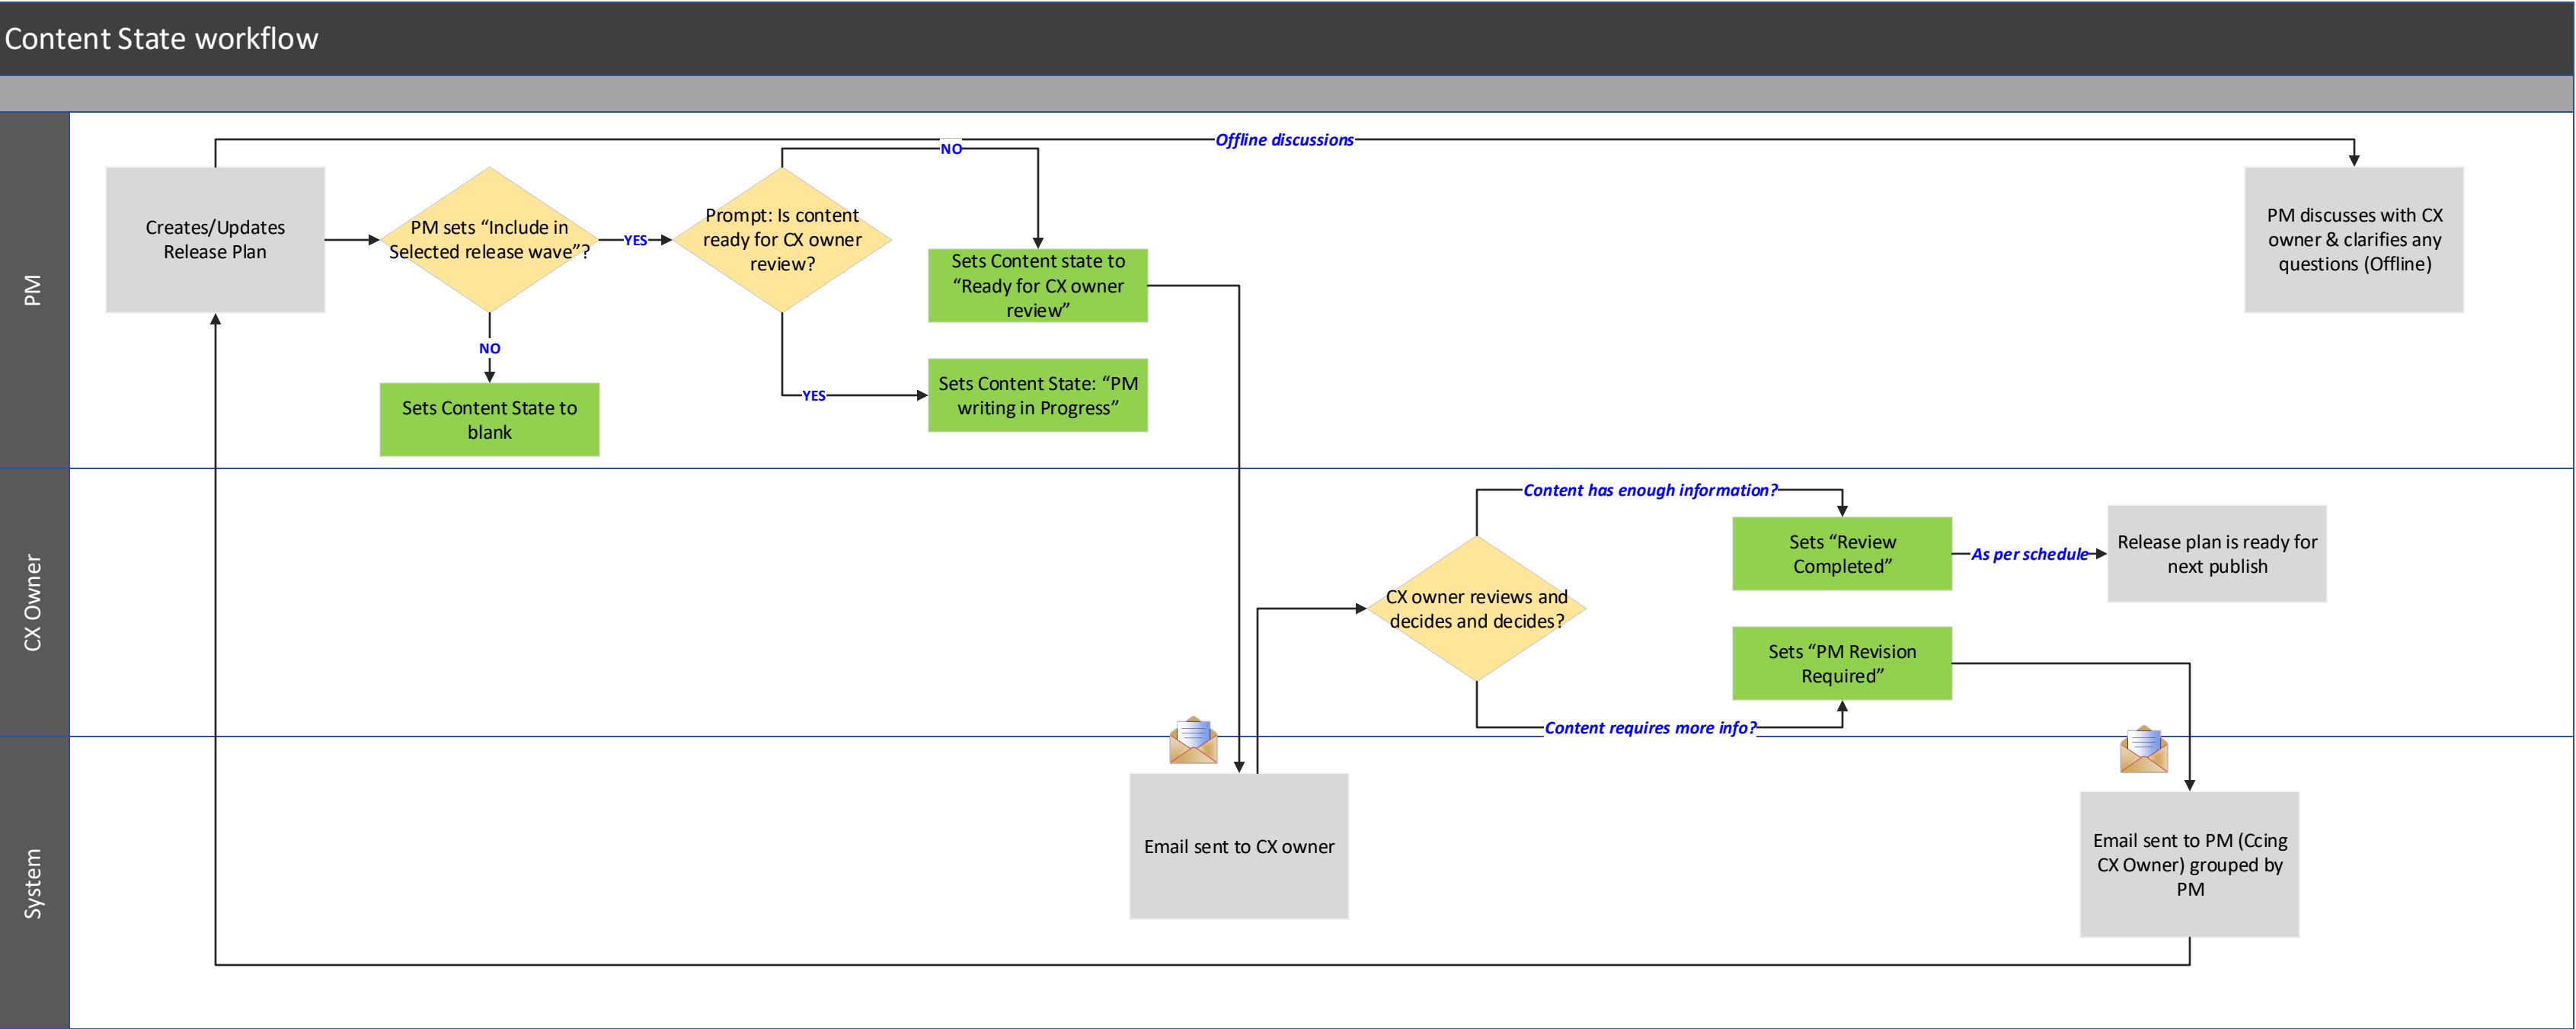 Content State workflow
PM
Offline discussions
NO
Creates/Updates
Release Plan
PM sets “Include in
Selected release wave”?
YES
Prompt: Is content
ready for CX owner
review?
Sets Content state to
“Ready for CX owner
review”
PM discusses with CX
owner & clarifies any
questions (Offline)
NO
Sets Content State to
blank
YES
Sets Content State: “PM
writing in Progress”
CX Owner
Content has enough information?
CX owner reviews and
decides and decides?
Sets “Review
Completed”
As per schedule
Release plan is ready for
next publish
Sets “PM Revision
Required”
Content requires more info?
System
Email sent to CX owner
Email sent to PM (Ccing
CX Owner) grouped by
PM